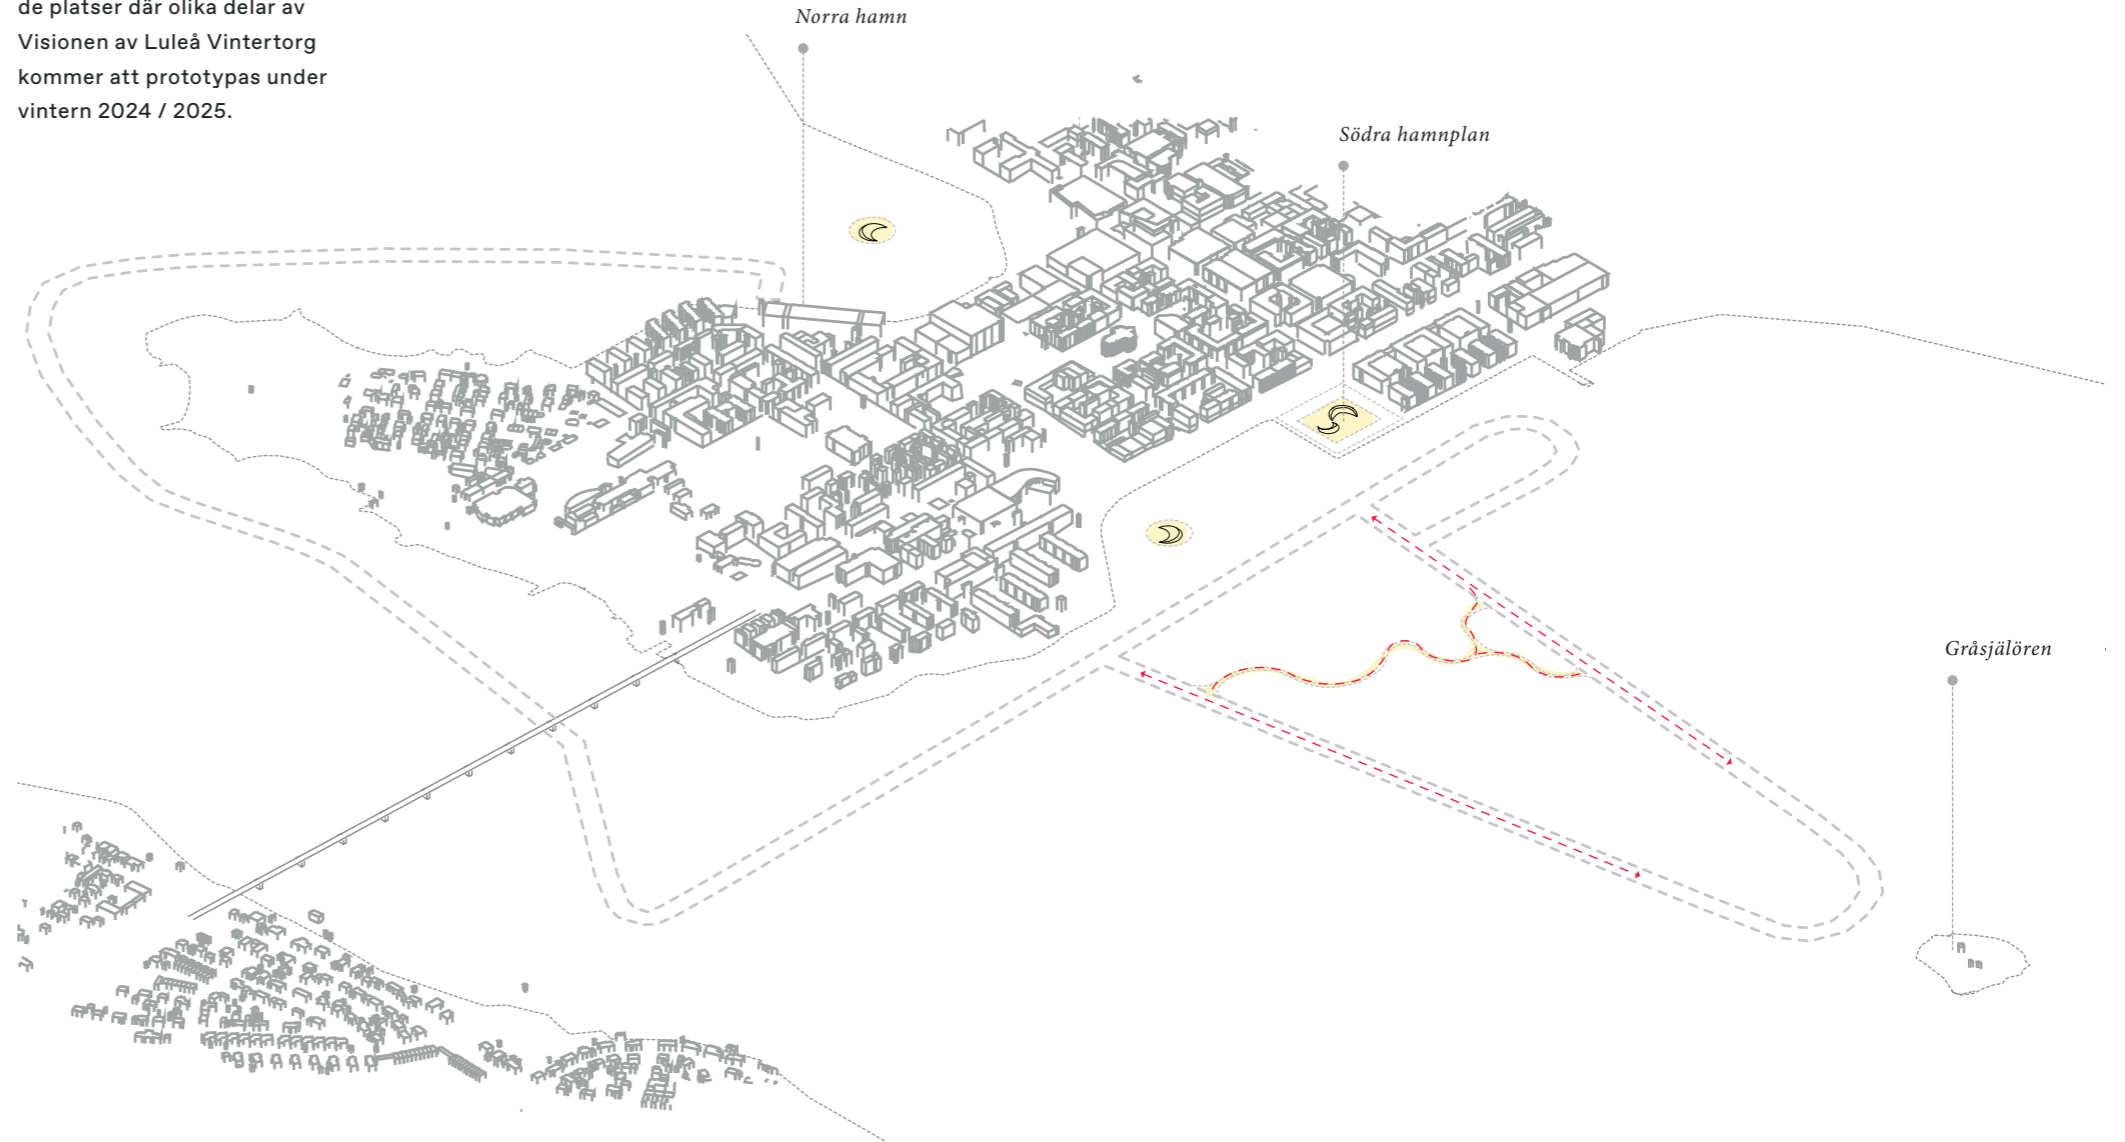 de platser där olika delar av
Visionen av Luleå Vintertorg
kommer att prototypas under
vintern 2024 / 2025.
Norra hamn
Södra hamnplan
Gråsjälören